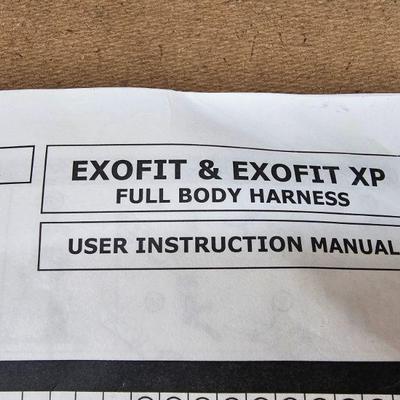 EXOFIT & EXOFIT XP
FULL BODY HARNESS
USER INSTRUCTION MANUAL